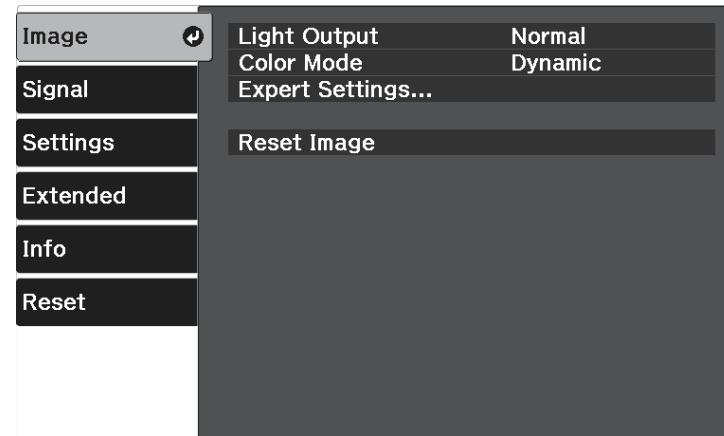 Image
Signal
Settings
Extended
Info
Reset
Light Output Normal
Color Mode Dynamic
Expert Settings...
Reset Image